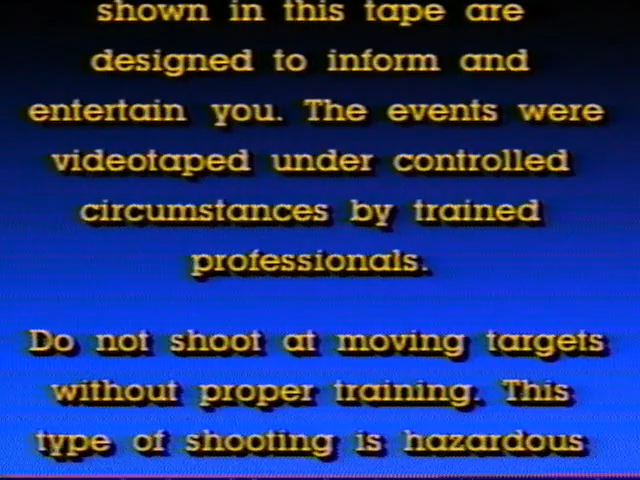 shown in this tape are
designed to inform and
entertain you. The events were
videotaped under controlled
circumstances by trained
professionals.
Do not shoot at moving targets
without proper training. This
type of shooting is hazardous